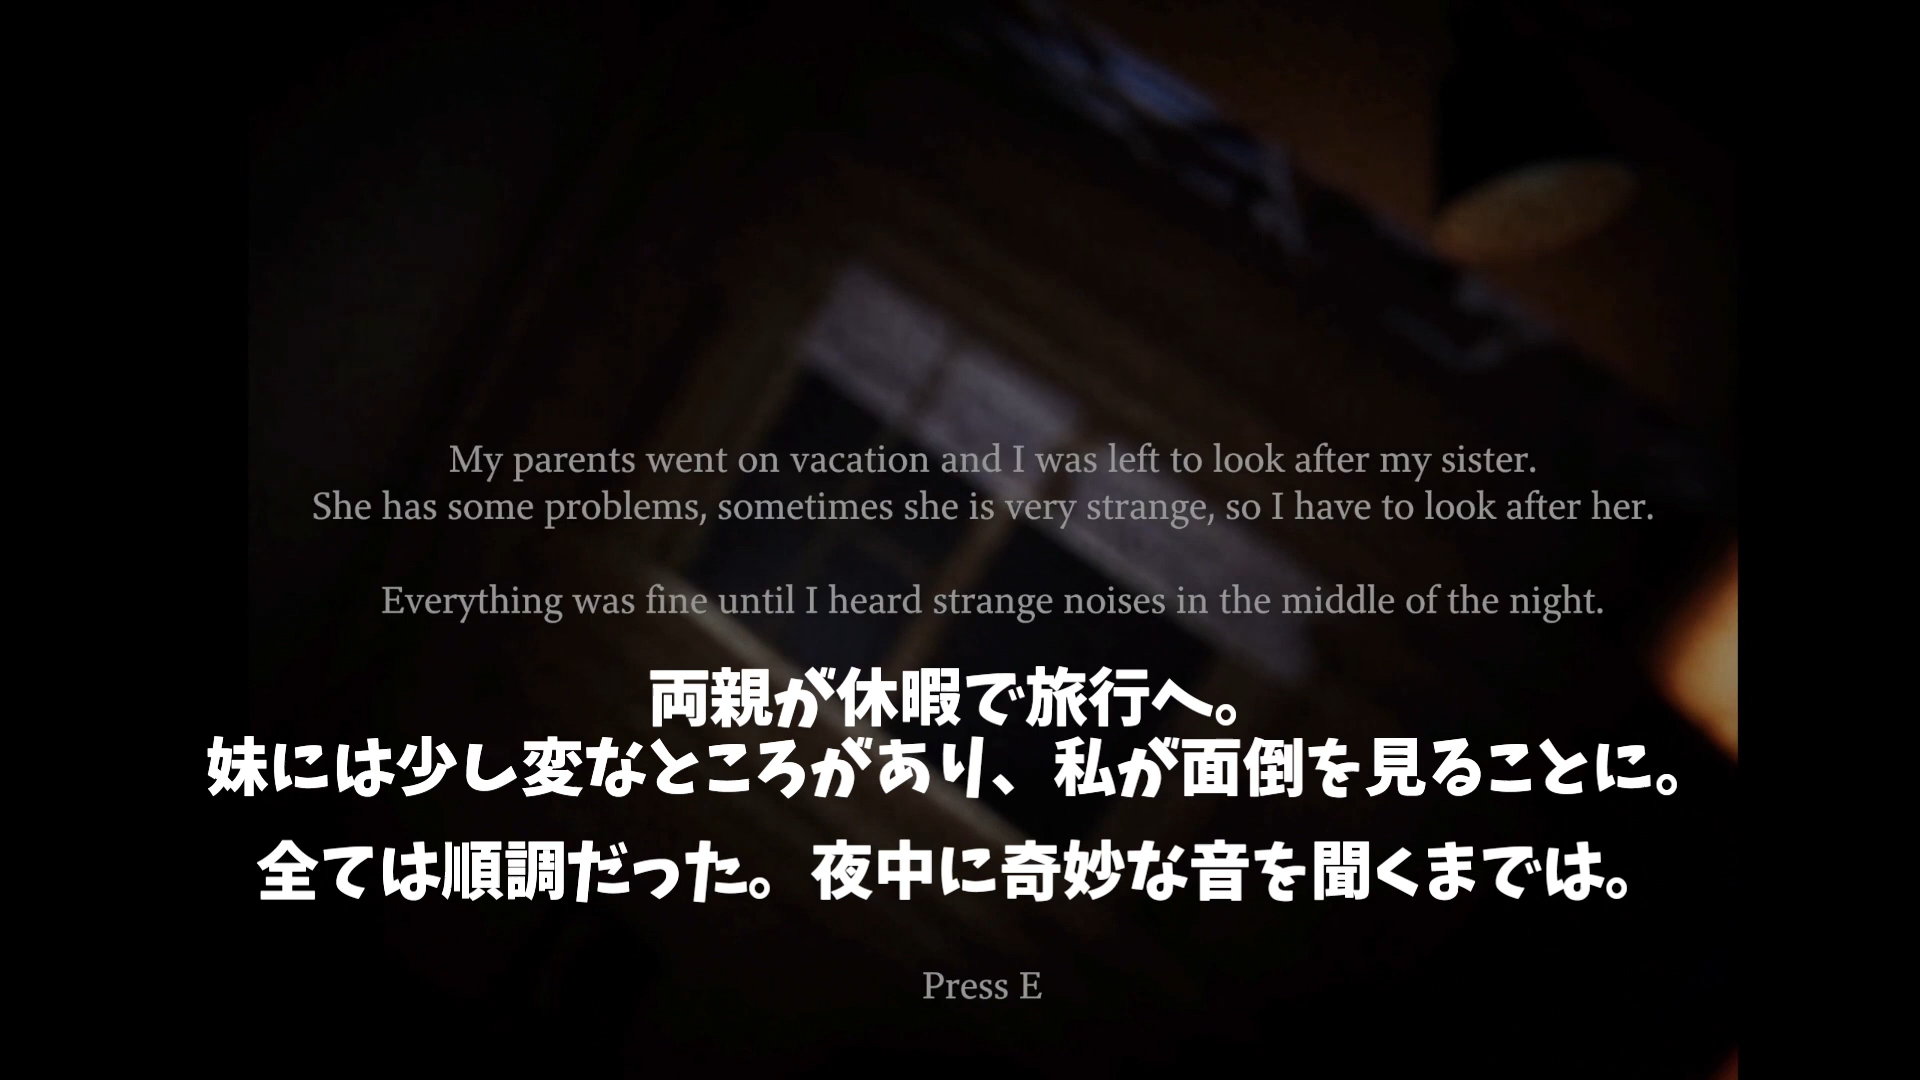 My parents went on vacation and I was left to look after my sister.
She has some problems, sometimes she is very strange, so I have to look after her.
Everything was fine until I heard strange noises in the middle of the night.
両親が休暇で旅行へ。
妹には少し変なところがあり、私が面倒を見ることに。
全ては順調だった。夜中に奇妙な音を聞くまでは。
Press E